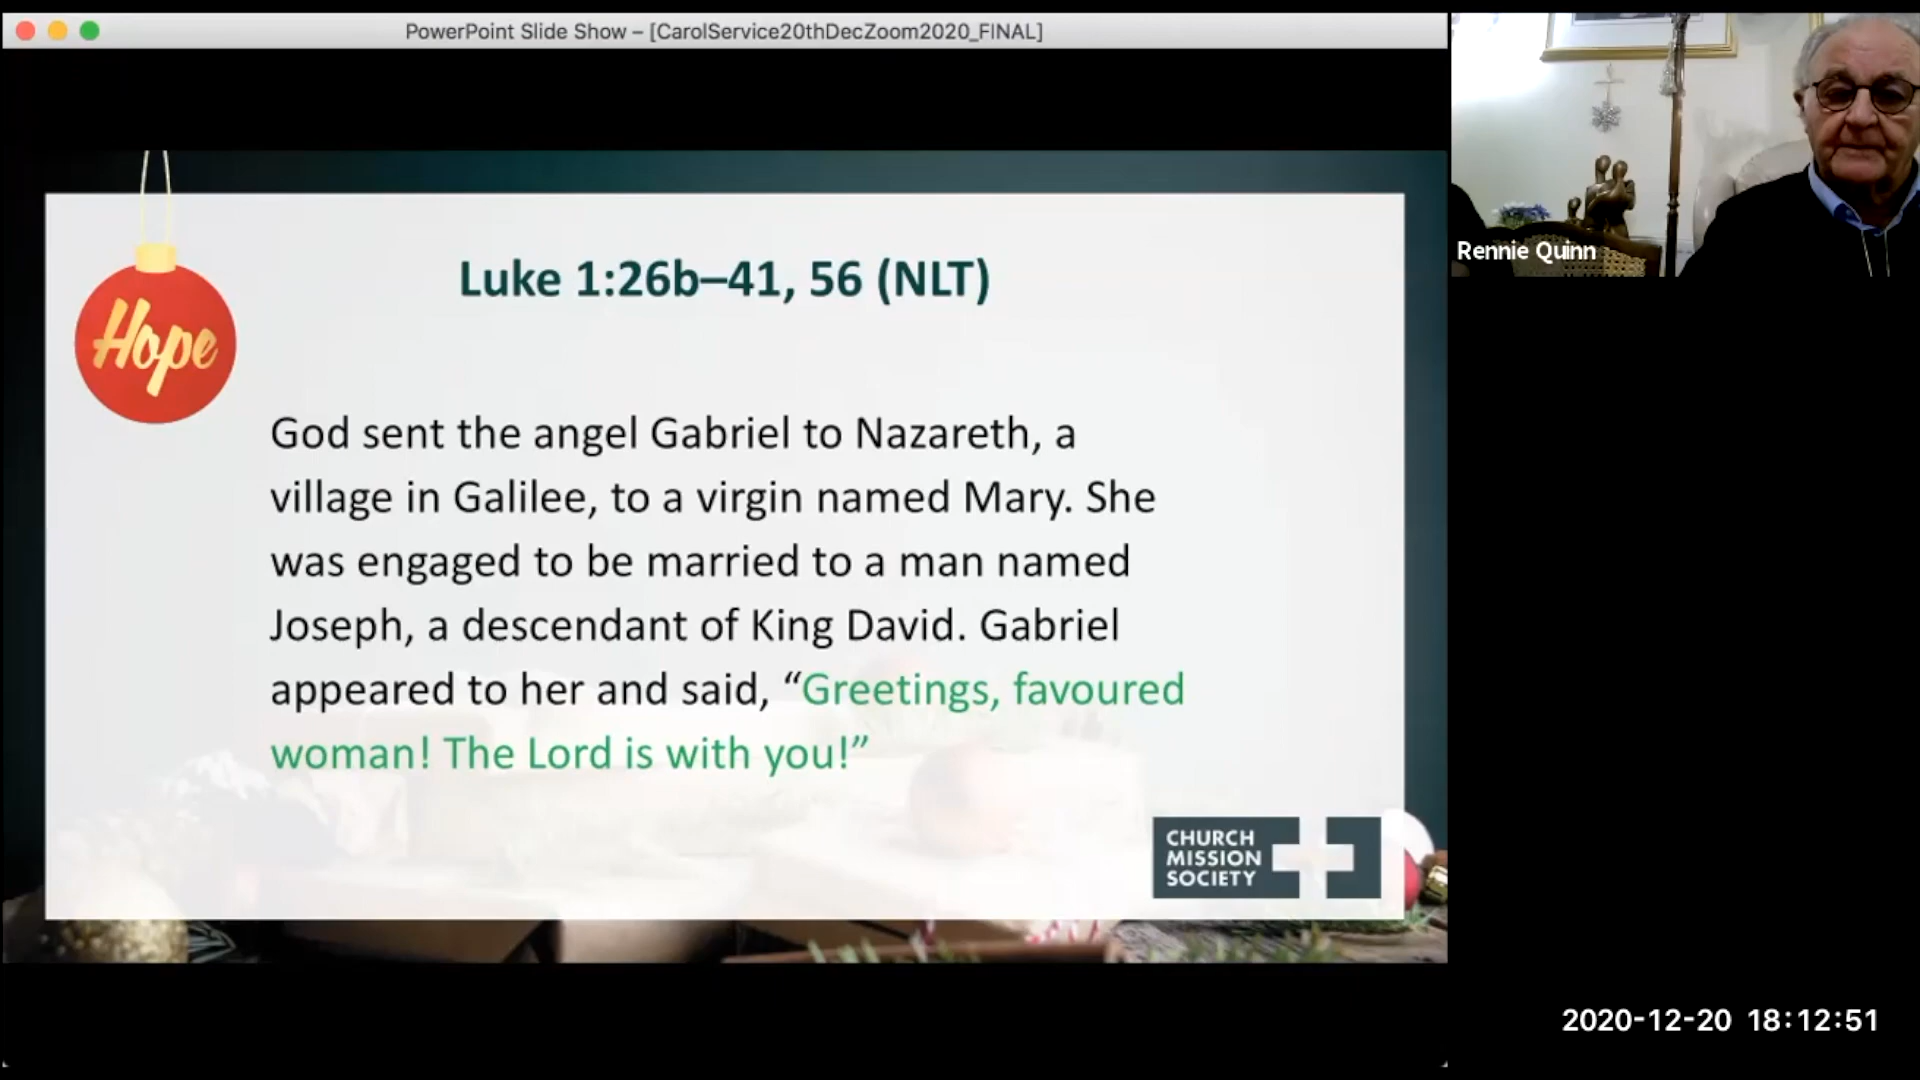 PowerPoint Slide Show – [CarolService20thDecZoom2020_FINAL]
Hope
Luke 1:26b–41, 56 (NLT)
God sent the angel Gabriel to Nazareth, a
village in Galilee, to a virgin named Mary. She
was engaged to be married to a man named
Joseph, a descendant of King David. Gabriel
appeared to her and said, “Greetings, favoured
woman! The Lord is with you!”
CHURCH
MISSION
SOCIETY
Rennie Quinn
2020-12-20 18:12:51